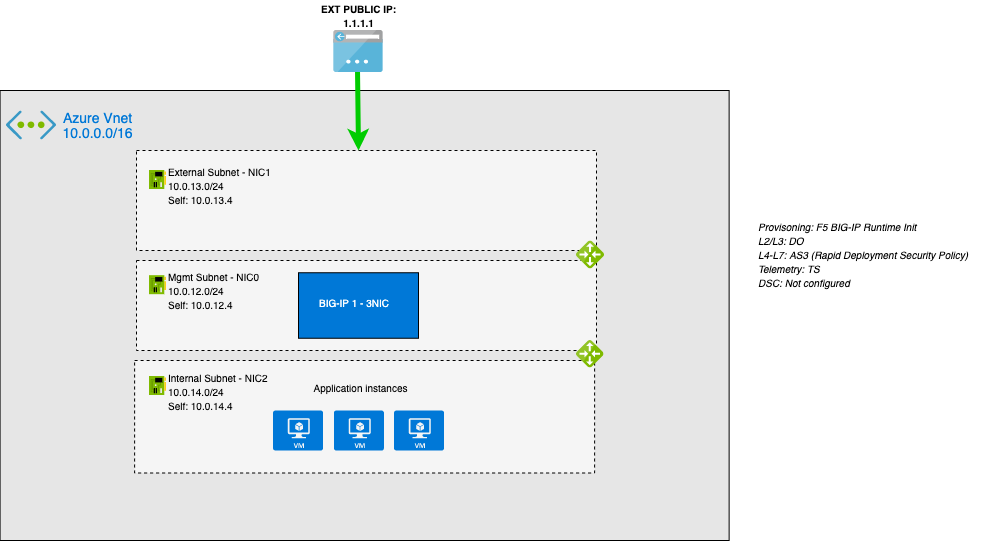 EXT PUBLIC IP:
1.1.1.1
Azure Vnet
10.0.0.0/16
External Subnet - NIC1
10.0.13.0/24
Self: 10.0.13.4
Mgmt Subnet - NIC0
10.0.12.0/24
Self: 10.0.12.4
BIG-IP 1 - 3NIC
Internal Subnet - NIC2
10.0.14.0/24
Self: 10.0.14.4
Application instances
VM
VM
VM
Provisoning: F5 BIG-IP Runtime Init
L2/L3: DO
L4-L7: AS3 (Rapid Deployment Security Policy)
Telemetry: TS
DSC: Not configured